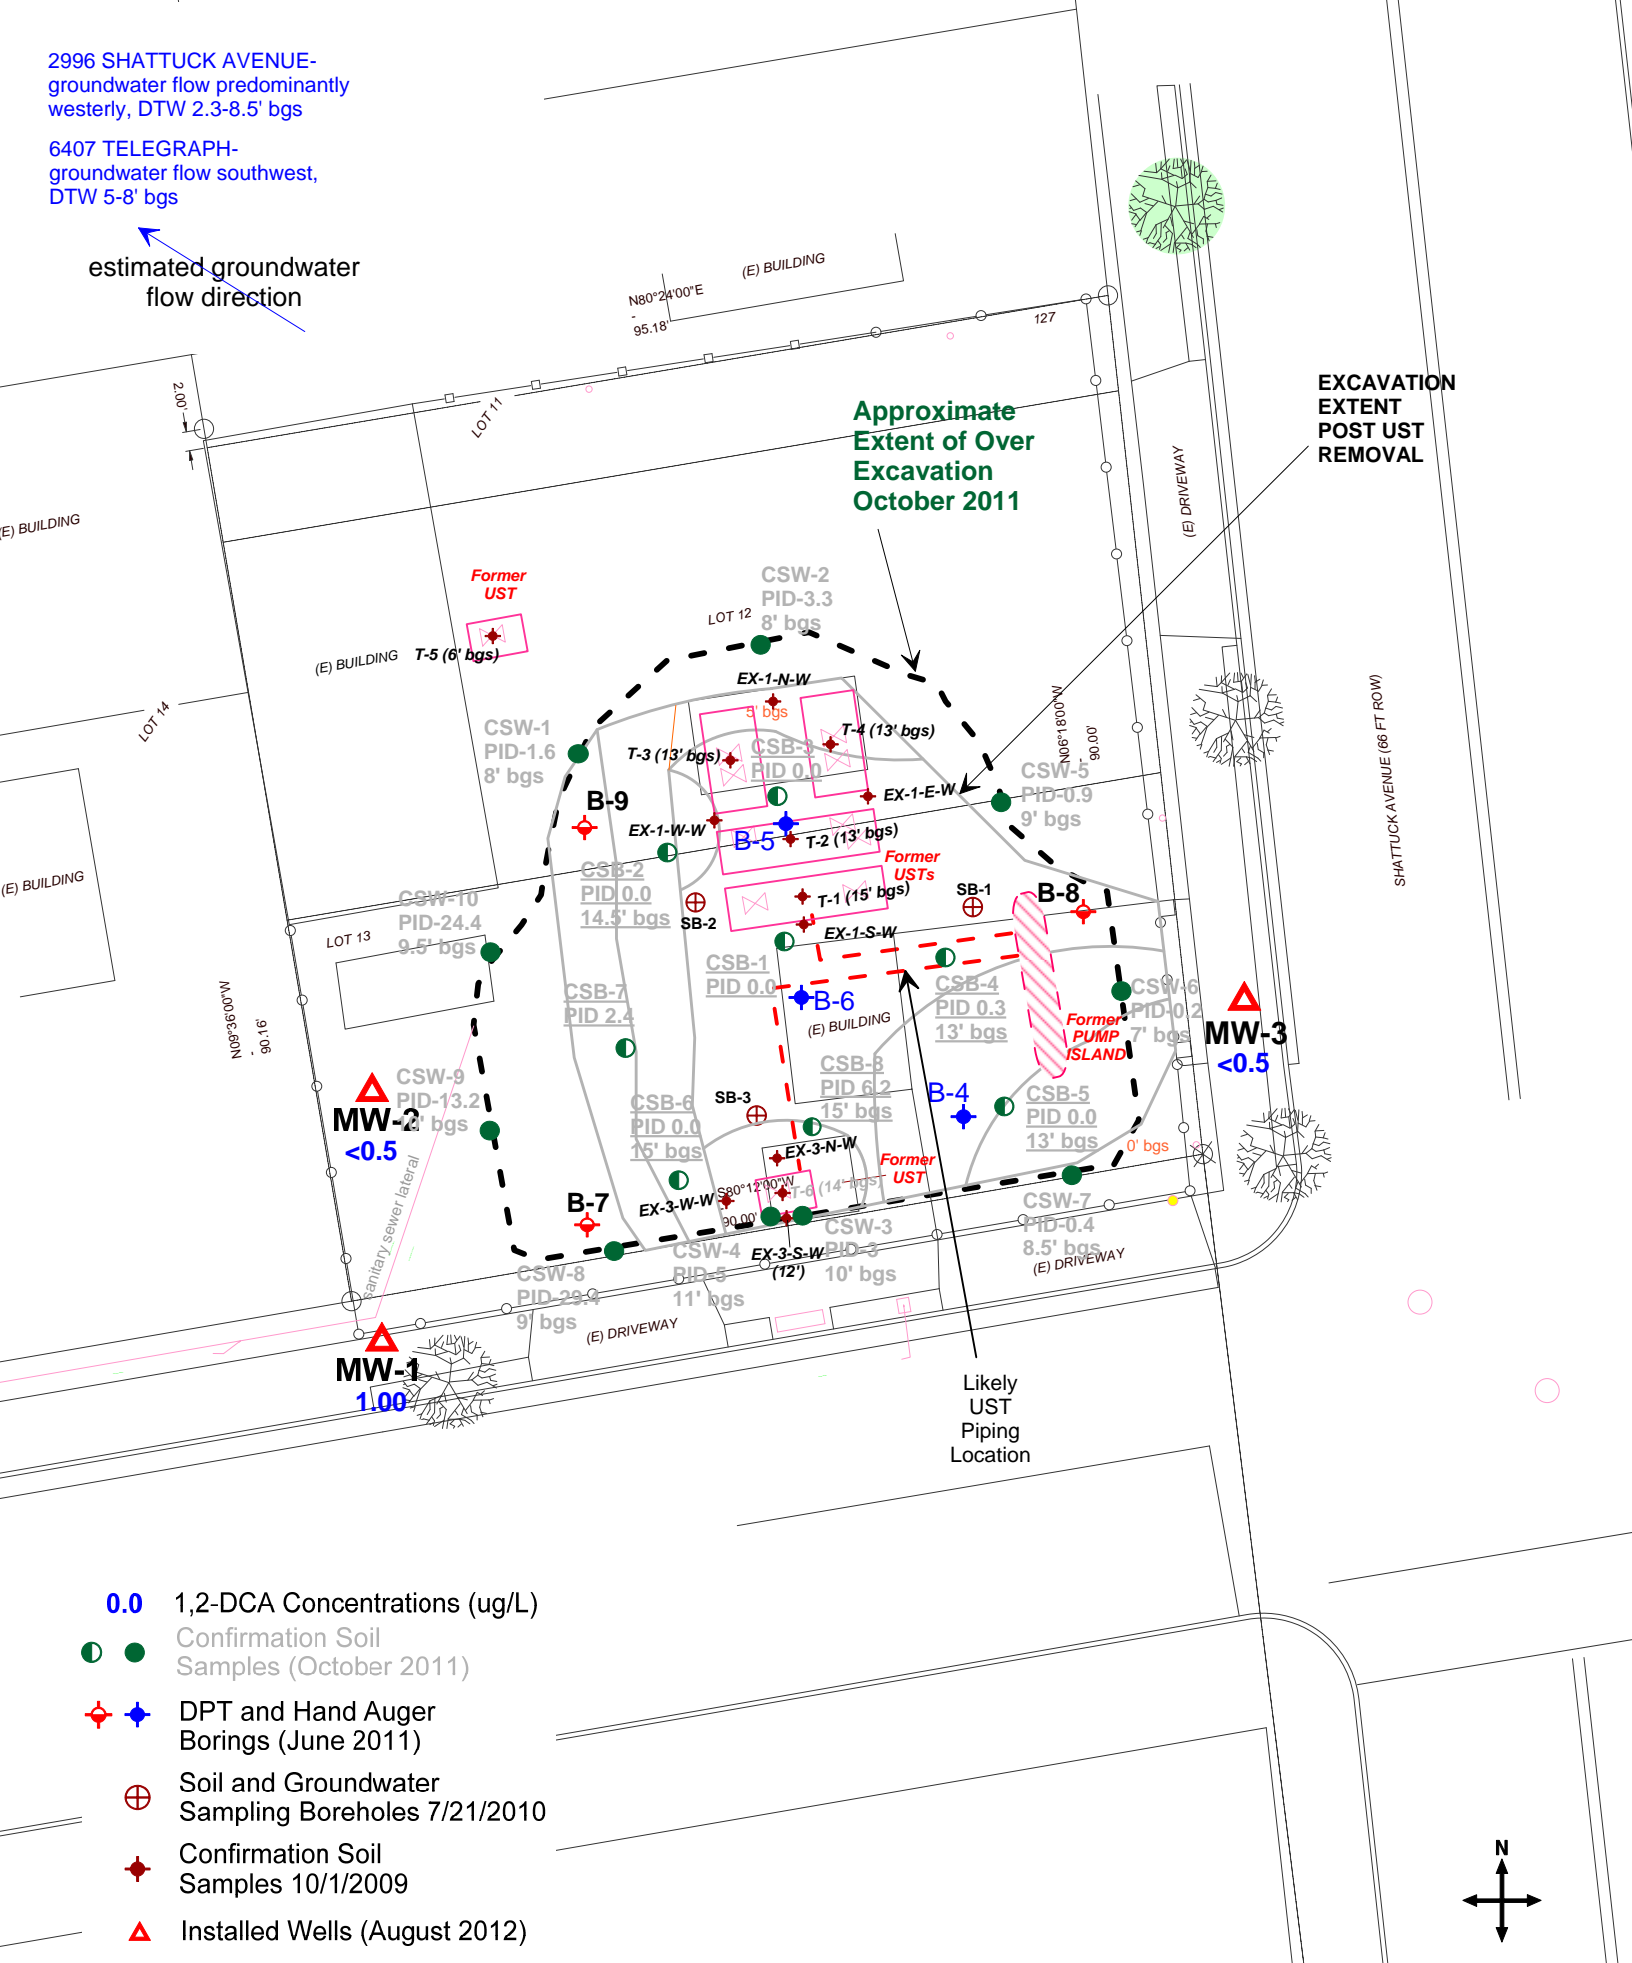 2996 SHATTUCK AVENUE-
groundwater flow predominantly
westerly, DTW 2.3-8.5' bgs
6407 TELEGRAPH-
groundwater flow southwest,
DTW 5-8' bgs
estimated groundwater
flow direction
(E) BUILDING
N80°24'00"E
-
95.18'
127
2.00'
LOT 11
EXCAVATION
EXTENT
POST UST
REMOVAL
Approximate
Extent of Over
Excavation
October 2011
(E) DRIVEWAY
(E) BUILDING
Former
UST
CSW-2
PID-3.3
8' bgs
LOT 12
(E) BUILDING
T-5 (6' bgs)
EX-1-N-W
5' bgs
LOT 14
CSW-1
PID-1.6
8' bgs
T-3 (13' bgs)
CSB-3
PID 0.0
T-4 (13' bgs)
N06°18'00"W
-
90.00'
SHATTUCK AVENUE (66 FT ROW)
CSW-5
PID-0.9
9' bgs
B-9
EX-1-E-W
EX-1-W-W
B-5
T-2 (13' bgs)
Former
USTs
CSB-2
PID 0.0
14.5' bgs
(E) BUILDING
T-1 (15' bgs)
SB-1
B-8
CSW-10
PID-24.4
9.5' bgs
SB-2
EX-1-S-W
LOT 13
CSB-1
PID 0.0
CSB-7
PID 2.4
B-6
(E) BUILDING
CSB-4
PID 0.3
13' bgs
CSW-6
PID-0.2
7' bgs
Former
PUMP
ISLAND
MW-3
<0.5
N09°36'00"W
-
90.16'
CSW-9
PID-13.2
MW-2
<0.5
CSB-8
PID 6.2
15' bgs
B-4
CSB-5
PID 0.0
13' bgs
CSB-6
PID 0.0
15' bgs
SB-3
0' bgs
EX-3-N-W
Former
UST
S80°12'00"W
-
90.00'
T-6 (14' bgs)
EX-3-W-W
B-7
sanitary sewer lateral
CSW-7
PID-0.4
8.5' bgs
CSW-3
PID-3
10' bgs
CSW-4
PID-5
11' bgs
EX-3-S-W
(12')
CSW-8
PID-29.4
9' bgs
(E) DRIVEWAY
(E) DRIVEWAY
MW-1
1.00
Likely
UST
Piping
Location
0.0 1,2-DCA Concentrations (ug/L)
Confirmation Soil
Samples (October 2011)
DPT and Hand Auger
Borings (June 2011)
Soil and Groundwater
Sampling Boreholes 7/21/2010
Confirmation Soil
Samples 10/1/2009
Installed Wells (August 2012)
N